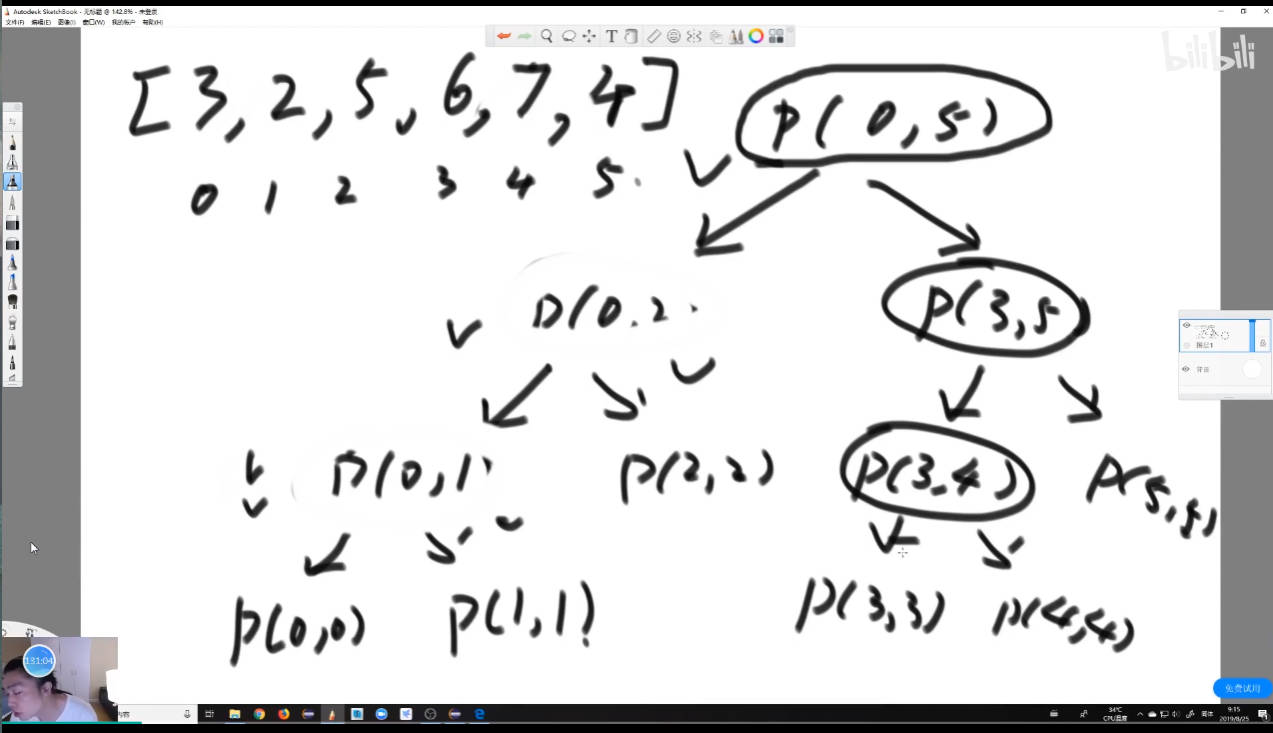 Autodesk SketchBook - 无标题 @ 142.8% - 未登录
文件(F) 编辑(E) 图像(I) 窗口(W) 我的帐户 帮助(H)
bilibili
[3, 2, 5, 6, 7, 4]
0 1 2 3 4 5
p(0,5)
p(0,2
p(3,5
p(0,1)
p(2,2)
p(3,4)
p(5,5)
p(0,0)
p(1,1)
p(3,3)
p(4,4)
图层1
背景
131:04
免费试用
34°C
CPU温度
简体
9:15
2019/8/25